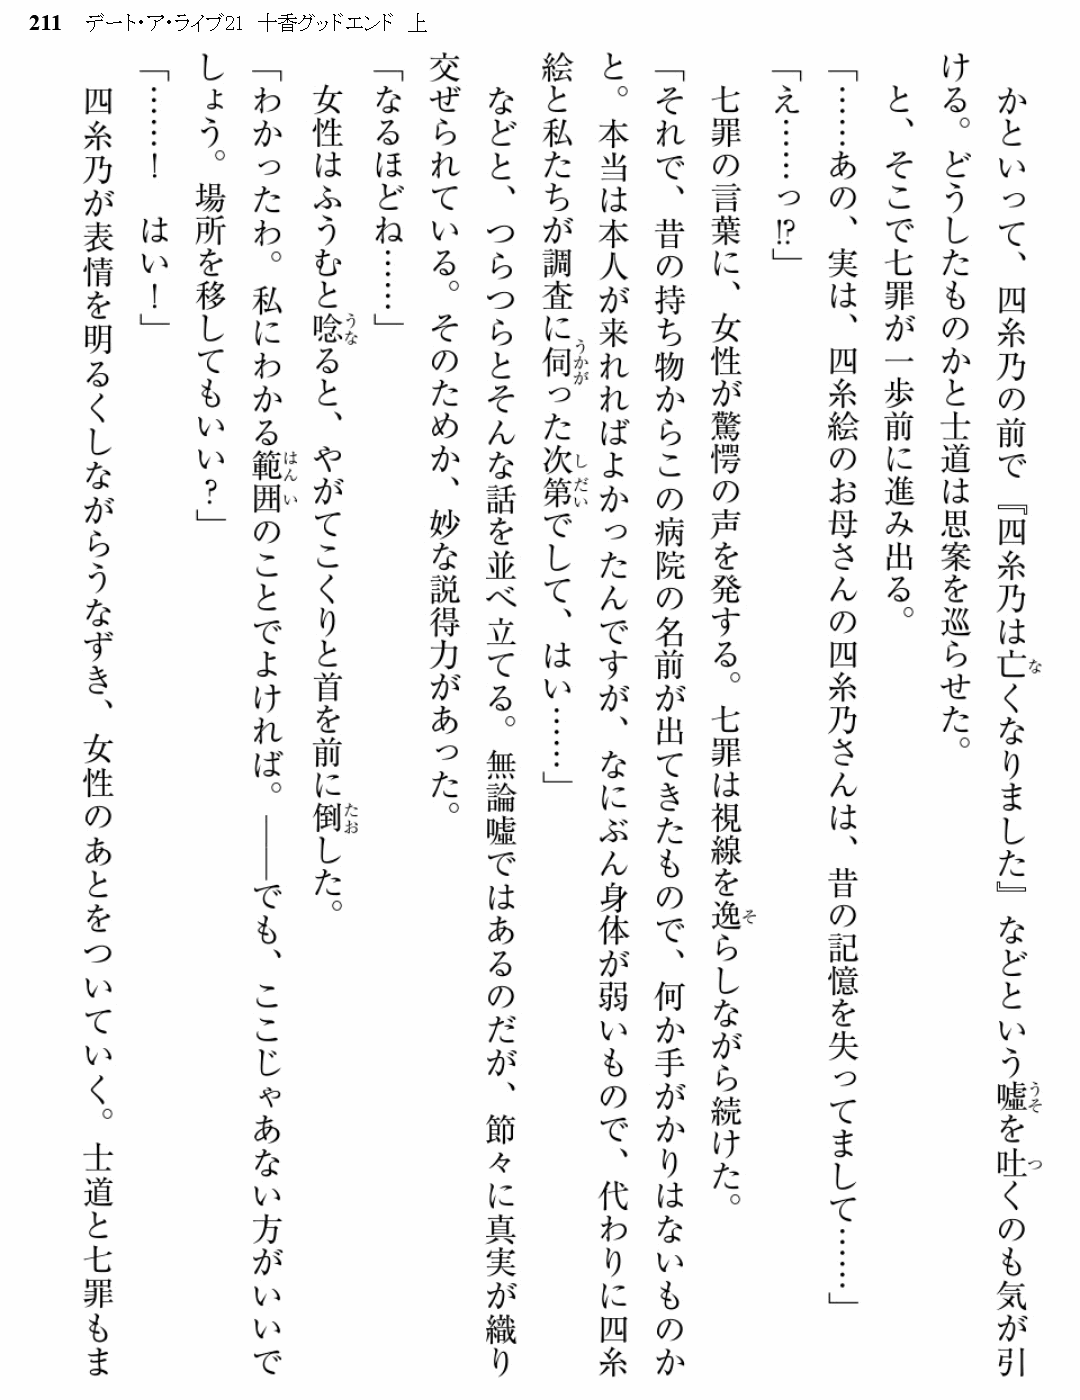 211　デート・ア・ライブ21　十香グッドエンド　上
　かといって、四糸乃の前で『四糸乃は亡くなりました』などという嘘を吐くのも気が引
ける。どうしたものかと士道は思案を巡らせた。
　と、そこで七罪が一歩前に進み出る。
「……あの、実は、四糸絵のお母さんの四糸乃さんは、昔の記憶を失ってまして……」
「え……っ!?」
　七罪の言葉に、女性が驚愕の声を発する。七罪は視線を逸らしながら続けた。
「それで、昔の持ち物からこの病院の名前が出てきたもので、何か手がかりはないものか
と。本当は本人が来れればよかったんですが、なにぶん身体が弱いもので、代わりに四糸
絵と私たちが調査に伺った次第でして、はい……」
　などと、つらつらとそんな話を並べ立てる。無論嘘ではあるのだが、節々に真実が織り
交ぜられている。そのためか、妙な説得力があった。
「なるほどね……」
　女性はふうむと唸ると、やがてこくりと首を前に倒した。
「わかったわ。私にわかる範囲のことでよければ。――でも、ここじゃあない方がいいで
しょう。場所を移してもいい？」
「……！　はい！」
　四糸乃が表情を明るくしながらうなずき、女性のあとをついていく。士道と七罪もま